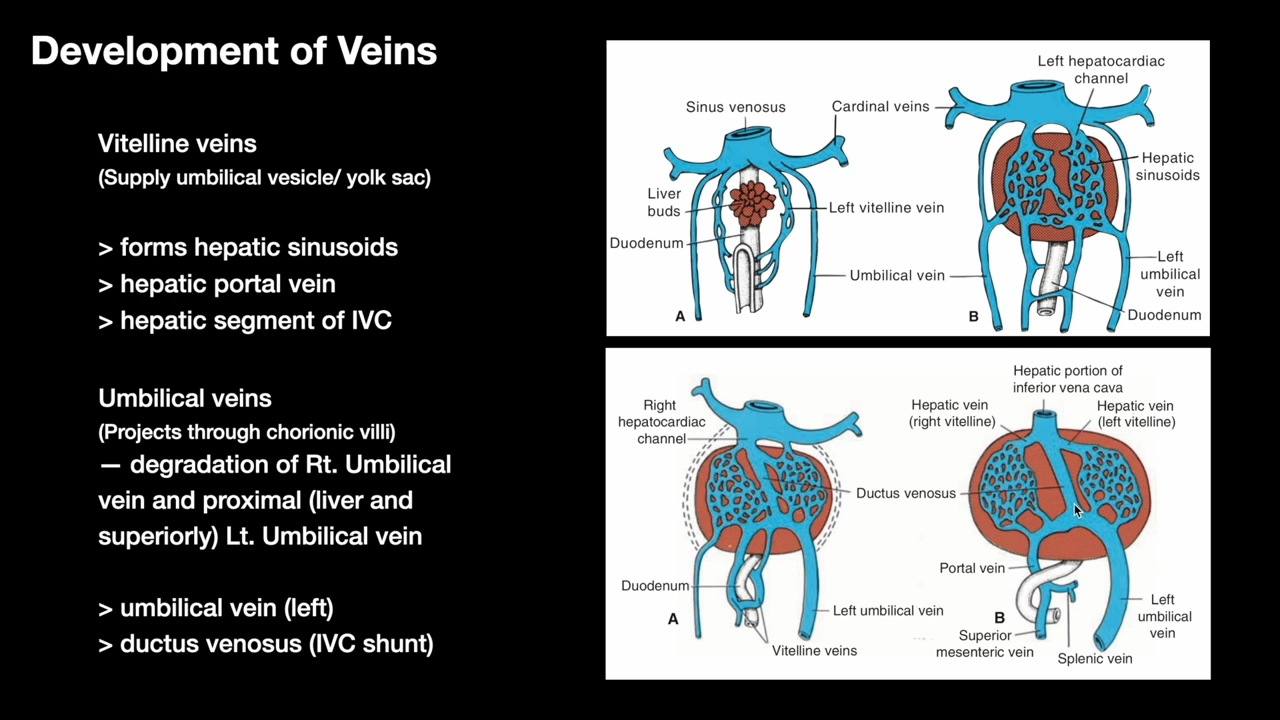 Development of Veins
Vitelline veins
(Supply umbilical vesicle/ yolk sac)
> forms hepatic sinusoids
> hepatic portal vein
> hepatic segment of IVC
Umbilical veins
(Projects through chorionic villi)
— degradation of Rt. Umbilical
vein and proximal (liver and
superiorly) Lt. Umbilical vein
> umbilical vein (left)
> ductus venosus (IVC shunt)
Sinus venosus
Cardinal veins
Liver
buds
Left vitelline vein
Duodenum
Umbilical vein
A
Left hepatocardiac
channel
Hepatic
sinusoids
Left
umbilical
vein
Duodenum
B
Right
hepatocardiac
channel
Ductus venosus
Duodenum
Left umbilical vein
A
Vitelline veins
Hepatic portion of
inferior vena cava
Hepatic vein
(right vitelline)
Hepatic vein
(left vitelline)
Portal vein
B
Left
umbilical
vein
Superior
mesenteric vein
Splenic vein